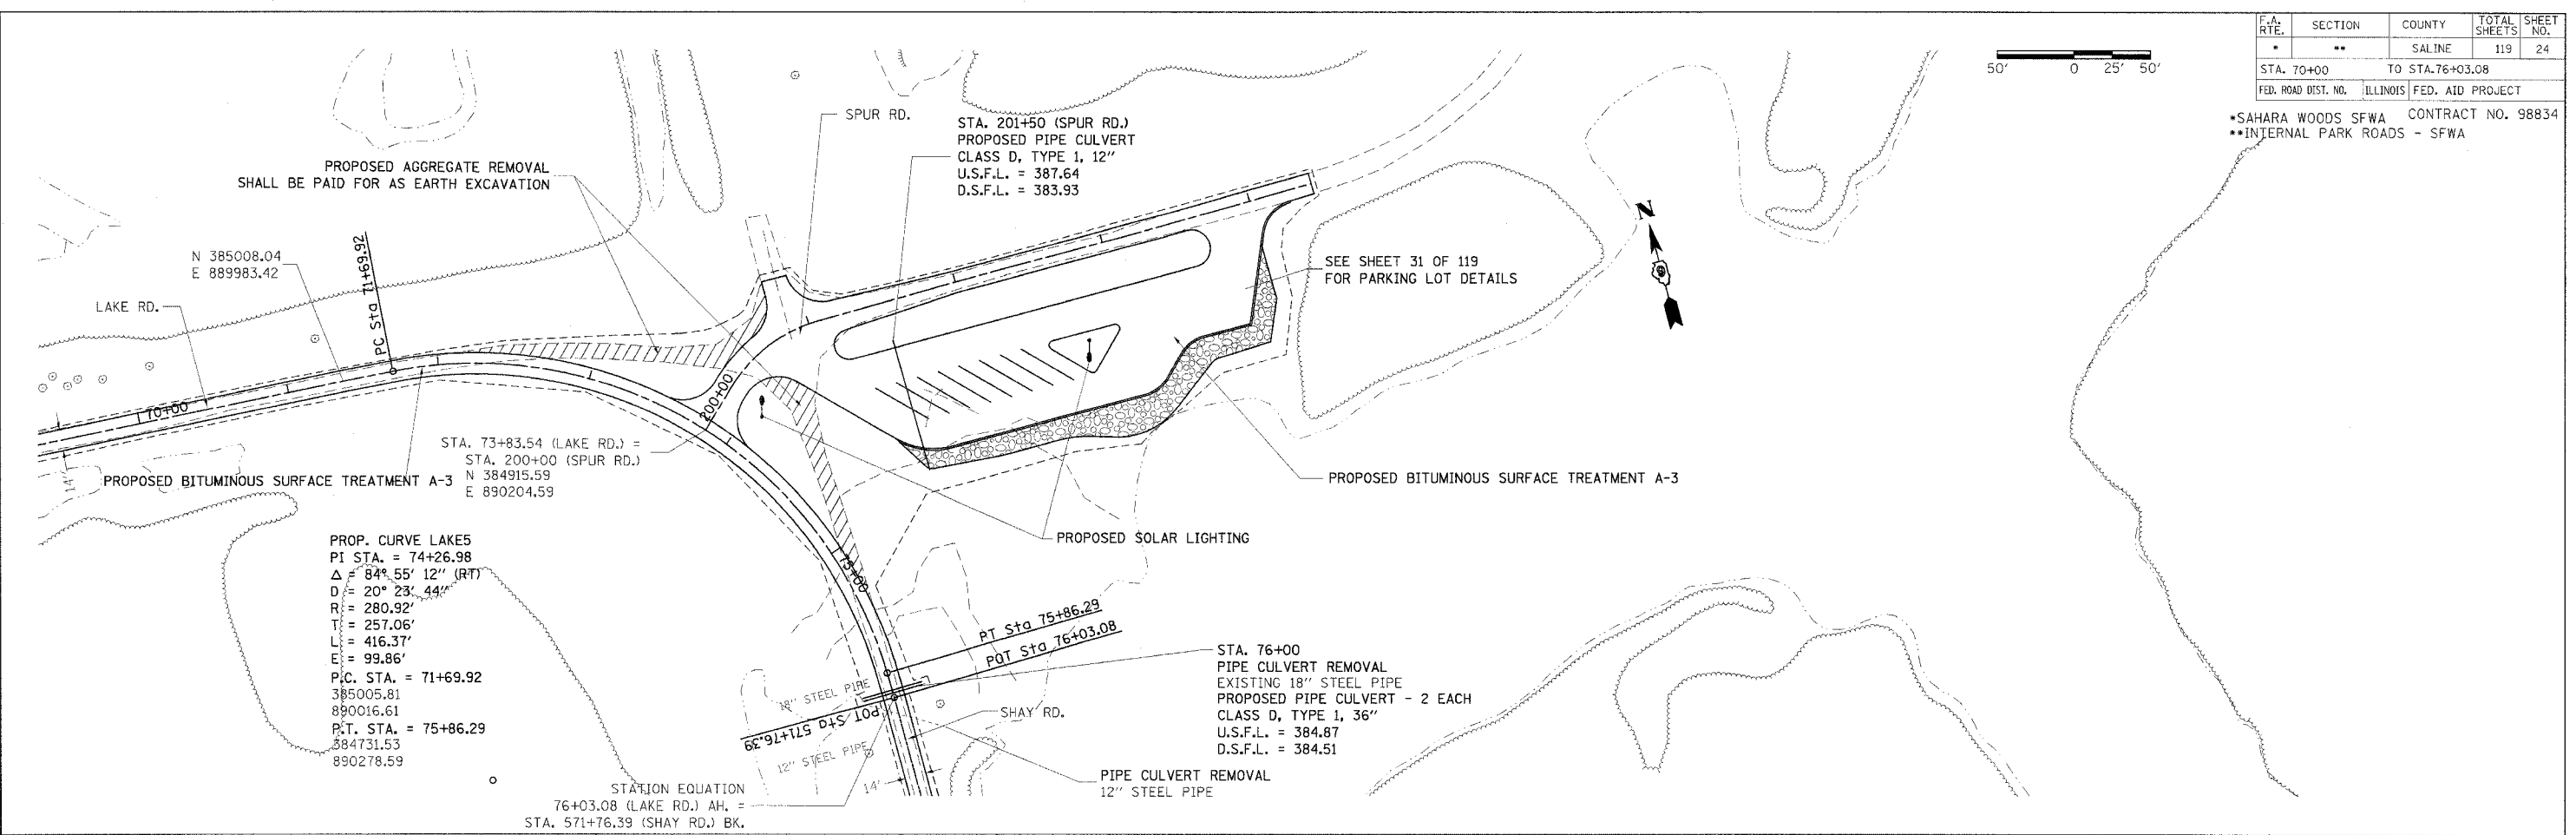 F.A. RTE. SECTION COUNTY TOTAL SHEETS SHEET NO.
* ** SALINE 119 24
STA. 70+00 TO STA.76+03.08
FED. ROAD DIST. NO. ILLINOIS FED. AID PROJECT
*SAHARA WOODS SFWA CONTRACT NO. 98834
**INTERNAL PARK ROADS - SFWA
50' 0 25' 50'
N
SPUR RD.
STA. 201+50 (SPUR RD.)
PROPOSED PIPE CULVERT
CLASS D, TYPE 1, 12"
U.S.F.L. = 387.64
D.S.F.L. = 383.93
PROPOSED AGGREGATE REMOVAL
SHALL BE PAID FOR AS EARTH EXCAVATION
N 385008.04
E 889983.42
PC Sta 71+69.92
LAKE RD.
70+00
200+00
SEE SHEET 31 OF 119
FOR PARKING LOT DETAILS
STA. 73+83.54 (LAKE RD.) =
STA. 200+00 (SPUR RD.)
N 384915.59
E 890204.59
14'
PROPOSED BITUMINOUS SURFACE TREATMENT A-3
PROPOSED BITUMINOUS SURFACE TREATMENT A-3
PROPOSED SOLAR LIGHTING
75+00
PROP. CURVE LAKE5
PI STA. = 74+26.98
Δ = 84° 55' 12" (RT)
D = 20° 23' 44"
R = 280.92'
T = 257.06'
L = 416.37'
E = 99.86'
P.C. STA. = 71+69.92
385005.81
890016.61
P.T. STA. = 75+86.29
384731.53
890278.59
PT Sta 75+86.29
POT Sta 76+03.08
18" STEEL PIPE
POT Sta 571+76.39
12" STEEL PIPE
SHAY RD.
14'
STA. 76+00
PIPE CULVERT REMOVAL
EXISTING 18" STEEL PIPE
PROPOSED PIPE CULVERT - 2 EACH
CLASS D, TYPE 1, 36"
U.S.F.L. = 384.87
D.S.F.L. = 384.51
PIPE CULVERT REMOVAL
12" STEEL PIPE
STATION EQUATION
76+03.08 (LAKE RD.) AH. =
STA. 571+76.39 (SHAY RD.) BK.